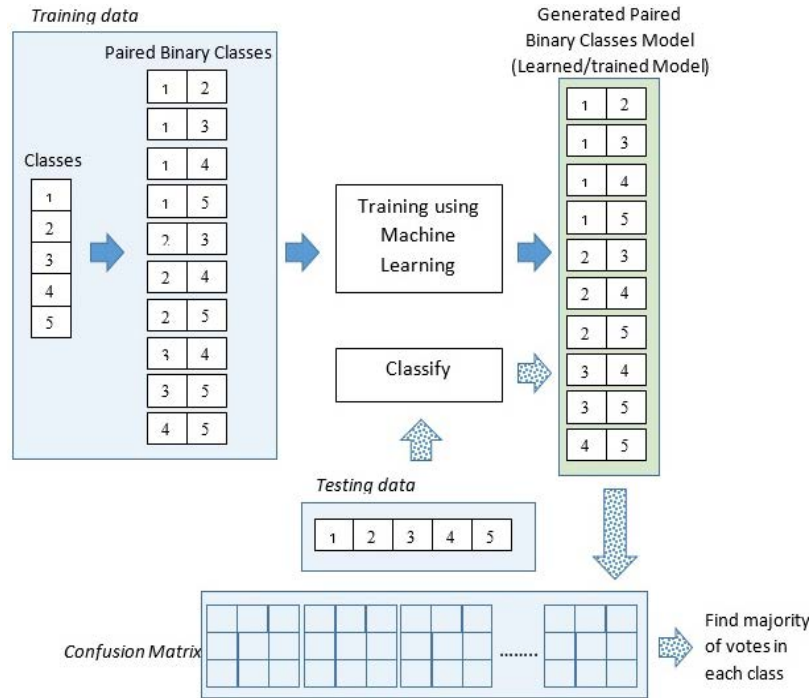 Training data
Paired Binary Classes
1 2
1 3
1 4
1 5
2 3
2 4
2 5
3 4
3 5
4 5
Classes
1
2
3
4
5
Training using
Machine
Learning
Generated Paired
Binary Classes Model
(Learned/trained Model)
1 2
1 3
1 4
1 5
2 3
2 4
2 5
3 4
3 5
4 5
Classify
Testing data
1 2 3 4 5
Confusion Matrix
........
Find majority
of votes in
each class